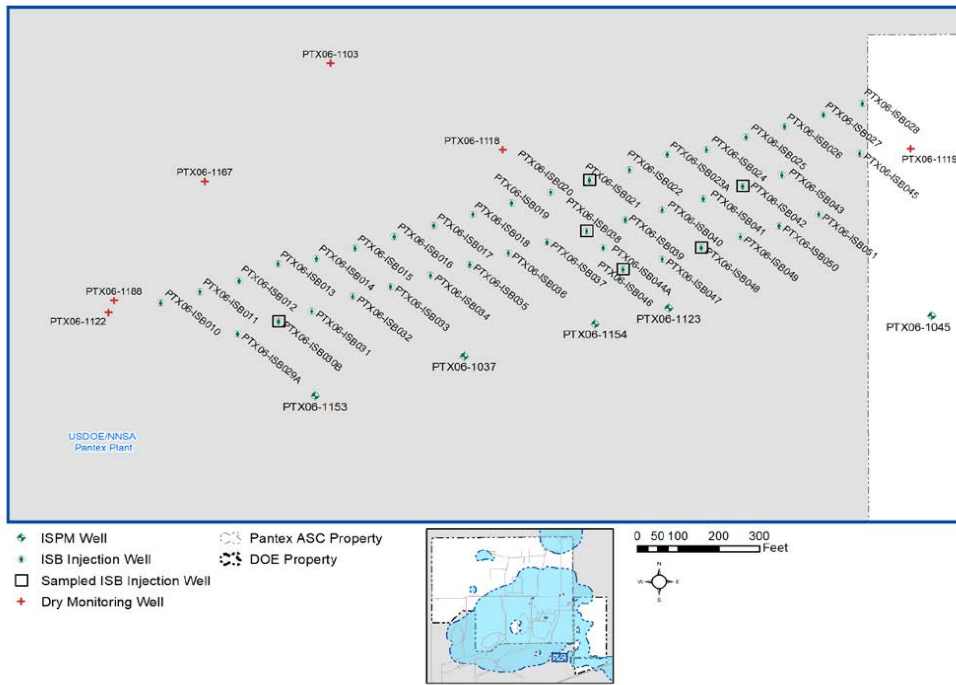 PTX06-1103
PTX06-1118
PTX06-1167
PTX06-1119
PTX06-1188
PTX06-1122
PTX06-ISB028
PTX06-ISB027
PTX06-ISB026
PTX06-ISB025
PTX06-ISB024
PTX06-ISB023A
PTX06-ISB022
PTX06-ISB021
PTX06-ISB020
PTX06-ISB019
PTX06-ISB018
PTX06-ISB017
PTX06-ISB016
PTX06-ISB015
PTX06-ISB014
PTX06-ISB013
PTX06-ISB012
PTX06-ISB011
PTX06-ISB010
PTX06-ISB045
PTX06-ISB043
PTX06-ISB042
PTX06-ISB041
PTX06-ISB040
PTX06-ISB039
PTX06-ISB038
PTX06-ISB037
PTX06-ISB036
PTX06-ISB035
PTX06-ISB034
PTX06-ISB033
PTX06-ISB032
PTX06-ISB031
PTX06-ISB030B
PTX06-ISB029A
PTX06-ISB051
PTX06-ISB050
PTX06-ISB049
PTX06-ISB048
PTX06-ISB047
PTX06-ISB044A
PTX06-ISB046
PTX06-1045
PTX06-1123
PTX06-1154
PTX06-1037
PTX06-1153
USDOE/NNSA
Pantex Plant
ISPM Well
ISB Injection Well
Sampled ISB Injection Well
Dry Monitoring Well
Pantex ASC Property
DOE Property
0 50 100 200 300
Feet
N
W E
S